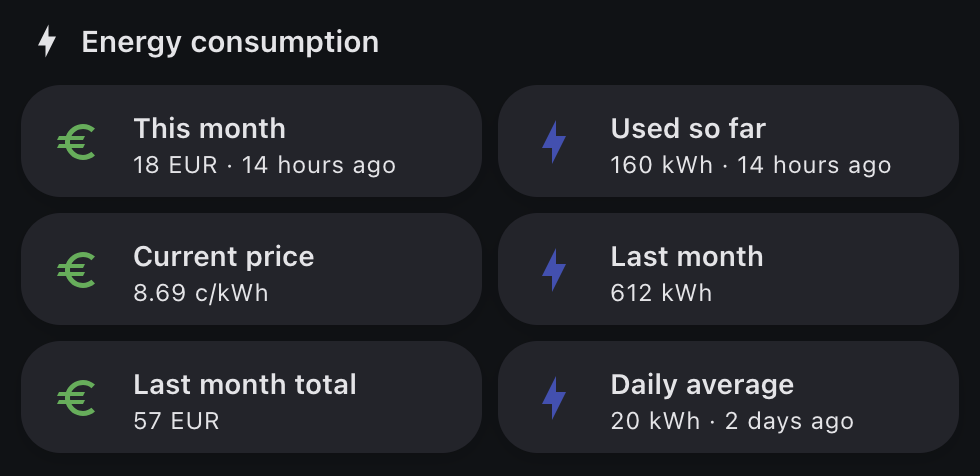 Energy consumption
This month
18 EUR · 14 hours ago
Used so far
160 kWh · 14 hours ago
Current price
8.69 c/kWh
Last month
612 kWh
Last month total
57 EUR
Daily average
20 kWh · 2 days ago